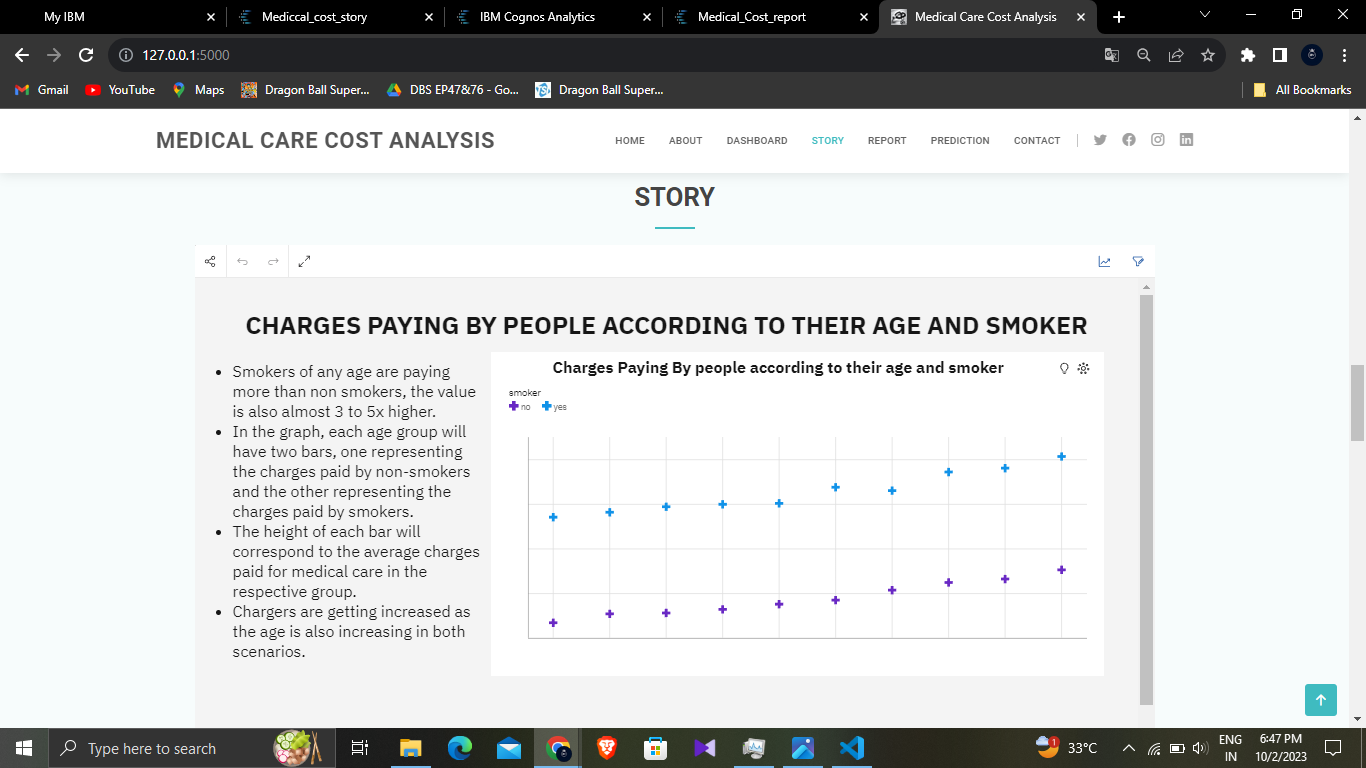 My IBM
Mediccal_cost_story
IBM Cognos Analytics
Medical_Cost_report
Medical Care Cost Analysis
127.0.0.1:5000
Gmail
YouTube
Maps
Dragon Ball Super...
DBS EP47&76 - Go...
Dragon Ball Super...
All Bookmarks
MEDICAL CARE COST ANALYSIS
HOME
ABOUT
DASHBOARD
STORY
REPORT
PREDICTION
CONTACT
STORY
CHARGES PAYING BY PEOPLE ACCORDING TO THEIR AGE AND SMOKER
Smokers of any age are paying
more than non smokers, the value
is also almost 3 to 5x higher.
In the graph, each age group will
have two bars, one representing
the charges paid by non-smokers
and the other representing the
charges paid by smokers.
The height of each bar will
correspond to the average charges
paid for medical care in the
respective group.
Chargers are getting increased as
the age is also increasing in both
scenarios.
Charges Paying By people according to their age and smoker
smoker
no
yes
Type here to search
1
33°C
ENG
IN
6:47 PM
10/2/2023